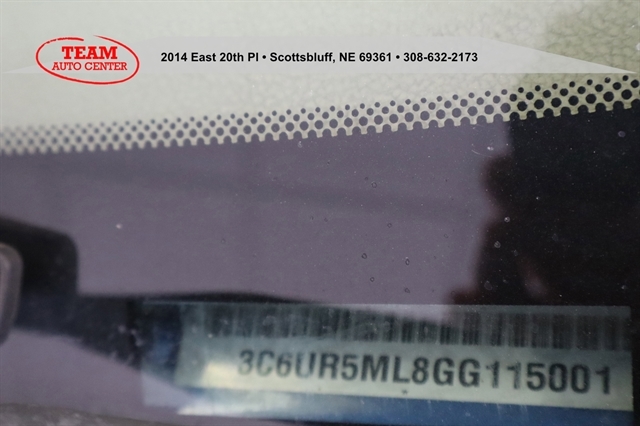 TEAM
AUTO CENTER
2014 East 20th Pl • Scottsbluff, NE 69361 • 308-632-2173
3C6UR5ML8GG115001